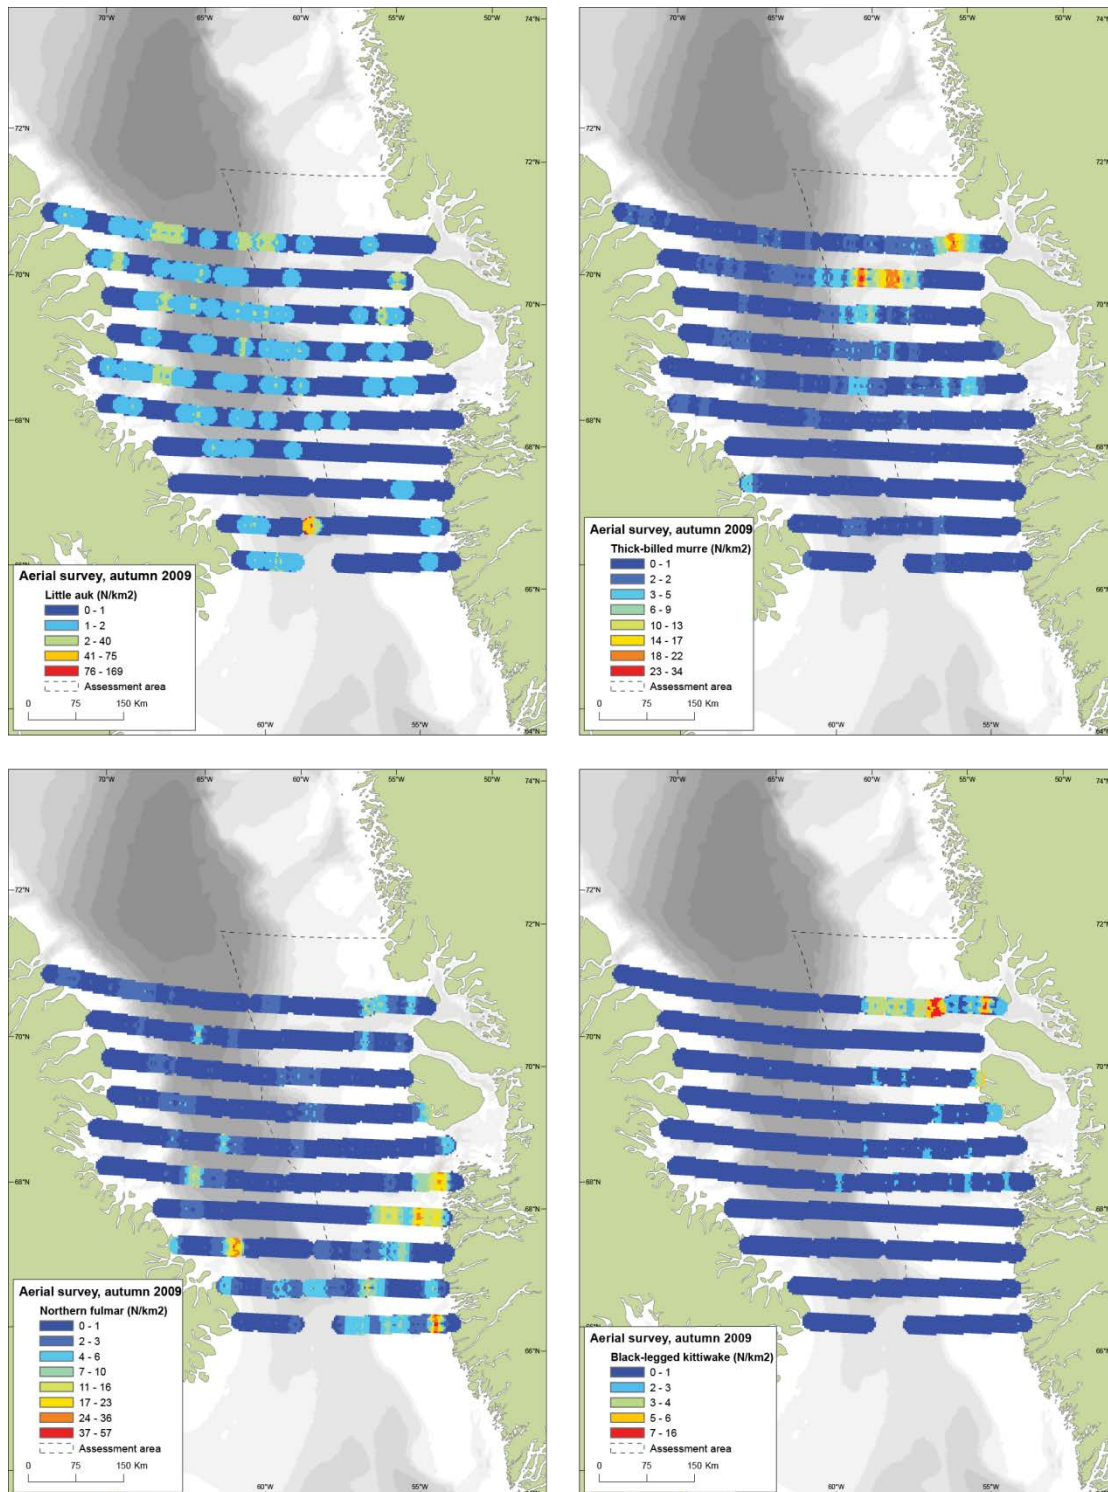 70°W 65°W 60°W 55°W 50°W
74°N
72°N 72°N
70°N 70°N
68°N 68°N
66°N
Aerial survey, autumn 2009
Little auk (N/km2)
0 - 1
1 - 2
2 - 40
41 - 75
76 - 169
Assessment area
0 75 150 Km
60°W 55°W
64°N
70°W 65°W 60°W 55°W 50°W
74°N
72°N 72°N
70°N 70°N
68°N 68°N
66°N
Aerial survey, autumn 2009
Thick-billed murre (N/km2)
0 - 1
2 - 2
3 - 5
6 - 9
10 - 13
14 - 17
18 - 22
23 - 34
Assessment area
0 75 150 Km
60°W 55°W
64°N
70°W 65°W 60°W 55°W 50°W
74°N
72°N 72°N
70°N 70°N
68°N 68°N
66°N
Aerial survey, autumn 2009
Northern fulmar (N/km2)
0 - 1
2 - 3
4 - 6
7 - 10
11 - 16
17 - 23
24 - 36
37 - 57
Assessment area
0 75 150 Km
60°W 55°W
70°W 65°W 60°W 55°W 50°W
74°N
72°N 72°N
70°N 70°N
68°N 68°N
66°N
Aerial survey, autumn 2009
Black-legged kittiwake (N/km2)
0 - 1
2 - 3
3 - 4
5 - 6
7 - 16
Assessment area
0 75 150 Km
60°W 55°W